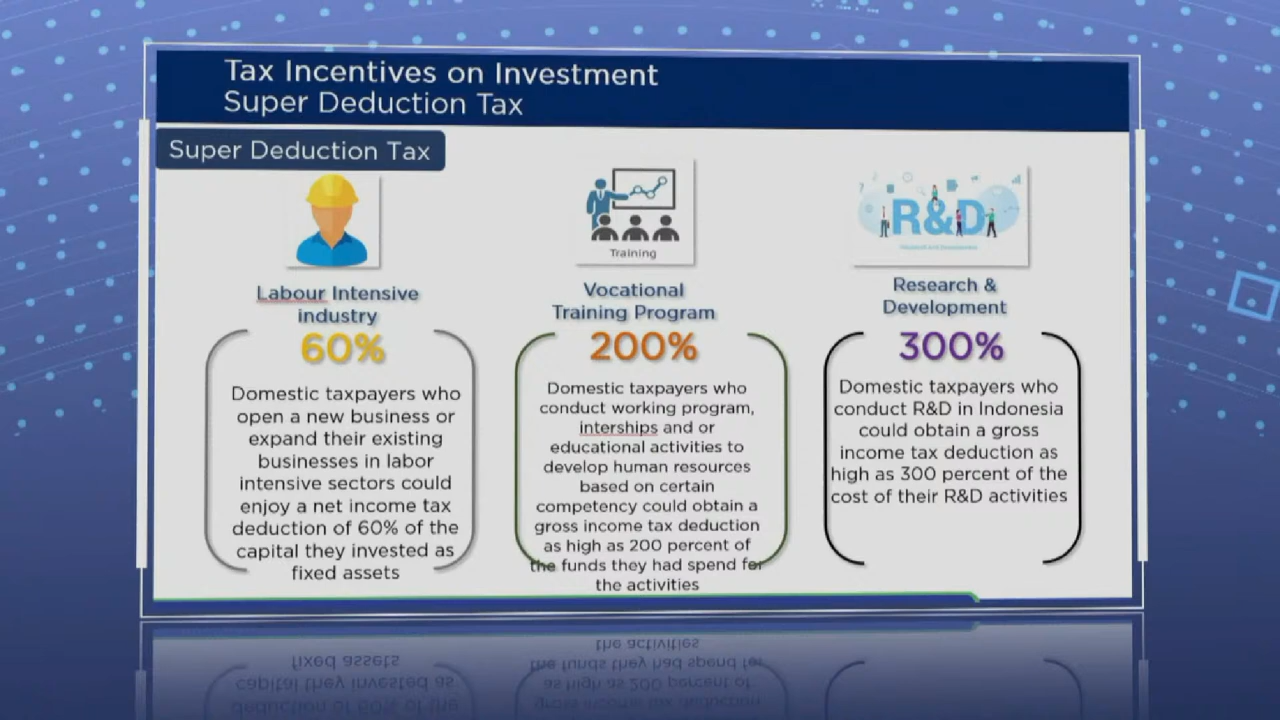 Tax Incentives on Investment
Super Deduction Tax
Super Deduction Tax
Labour Intensive
industry
60%
Domestic taxpayers who
open a new business or
expand their existing
businesses in labor
intensive sectors could
enjoy a net income tax
deduction of 60% of the
capital they invested as
fixed assets
Training
Vocational
Training Program
200%
Domestic taxpayers who
conduct working program,
interships and or
educational activities to
develop human resources
based on certain
competency could obtain a
gross income tax deduction
as high as 200 percent of
the funds they had spend for
the activities
R&D
Research and Development
Research &
Development
300%
Domestic taxpayers who
conduct R&D in Indonesia
could obtain a gross
income tax deduction as
high as 300 percent of the
cost of their R&D activities